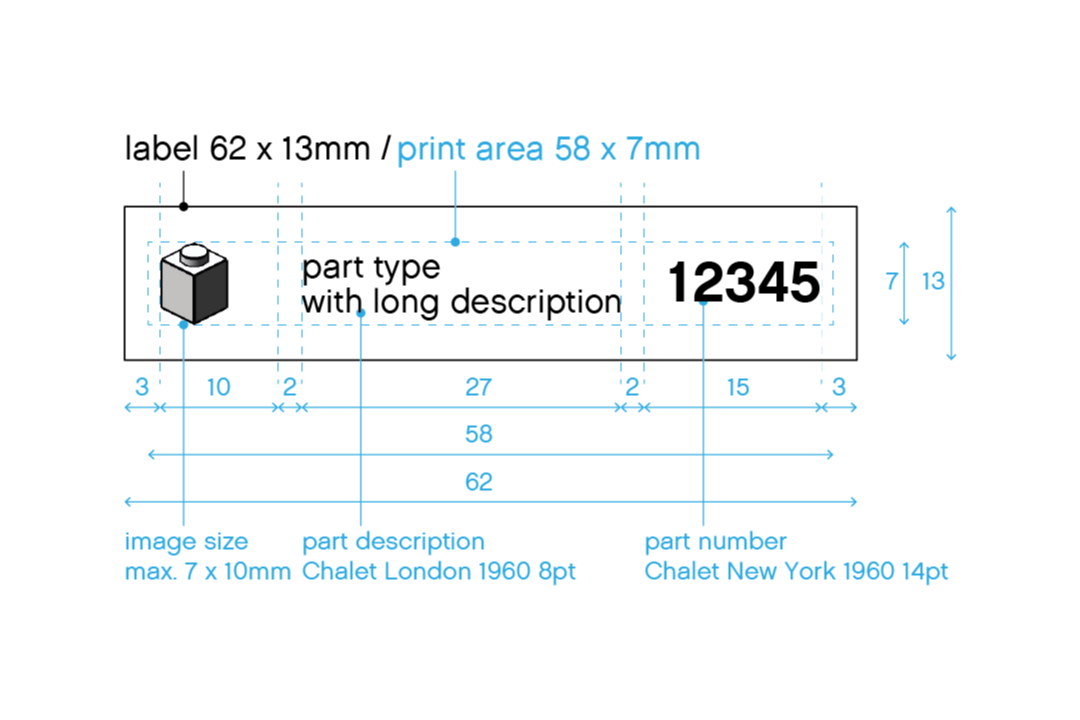 label 62 x 13mm / print area 58 x 7mm
part type
with long description
12345
7
13
3 10 2 27 2 15 3
58
62
image size
max. 7 x 10mm
part description
Chalet London 1960 8pt
part number
Chalet New York 1960 14pt